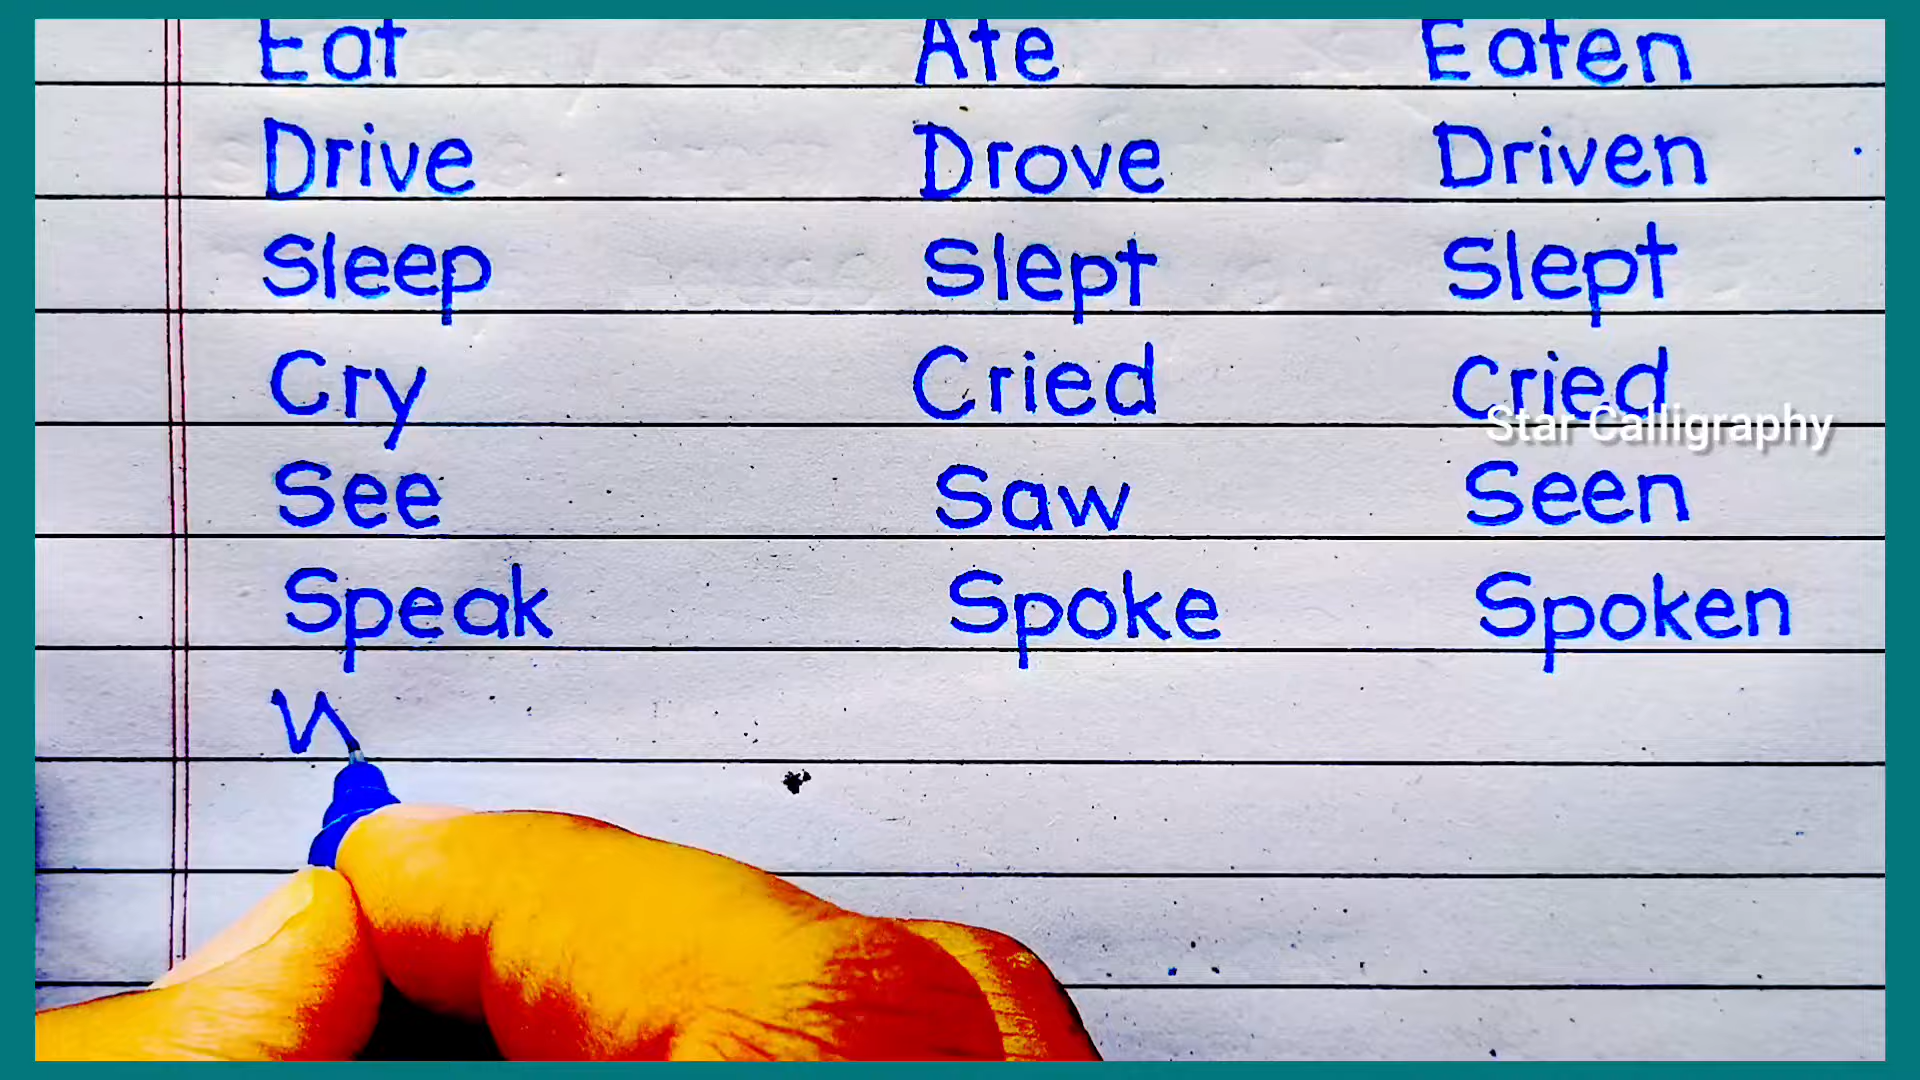 Eat Ate Eaten
Drive Drove Driven
Sleep Slept Slept
Cry Cried Cried
Star Calligraphy
See Saw Seen
Speak Spoke Spoken